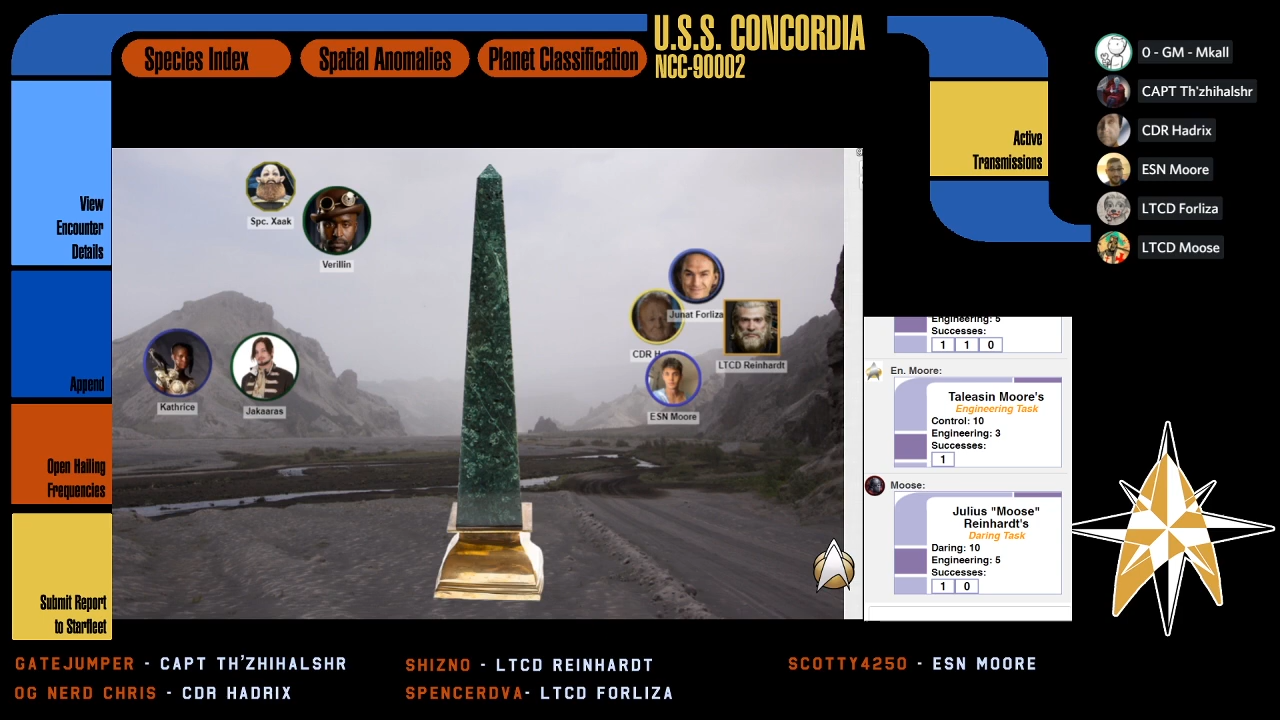 Species Index
Spatial Anomalies
Planet Classification
U.S.S. CONCORDIA
NCC-90002
View
Encounter
Details
Append
Open Hailing
Frequencies
Submit Report
to Starfleet
Active
Transmissions
0 - GM - Mkall
CAPT Th'zhihalshr
CDR Hadrix
ESN Moore
LTCD Forliza
LTCD Moose
Spc. Xaak
Verillin
Kathrice
Jakaaras
Junat Forliza
CDR H
LTCD Reinhardt
ESN Moore
Engineering: 5
Successes:
1 1 0
En. Moore:
Taleasin Moore's
Engineering Task
Control: 10
Engineering: 3
Successes:
1
Moose:
Julius "Moose"
Reinhardt's
Daring Task
Daring: 10
Engineering: 5
Successes:
1 0
GATEJUMPER - CAPT TH'ZHIHALSHR
OG NERD CHRIS - CDR HADRIX
SHIZNO - LTCD REINHARDT
SPENCERDVA- LTCD FORLIZA
SCOTTY4250 - ESN MOORE